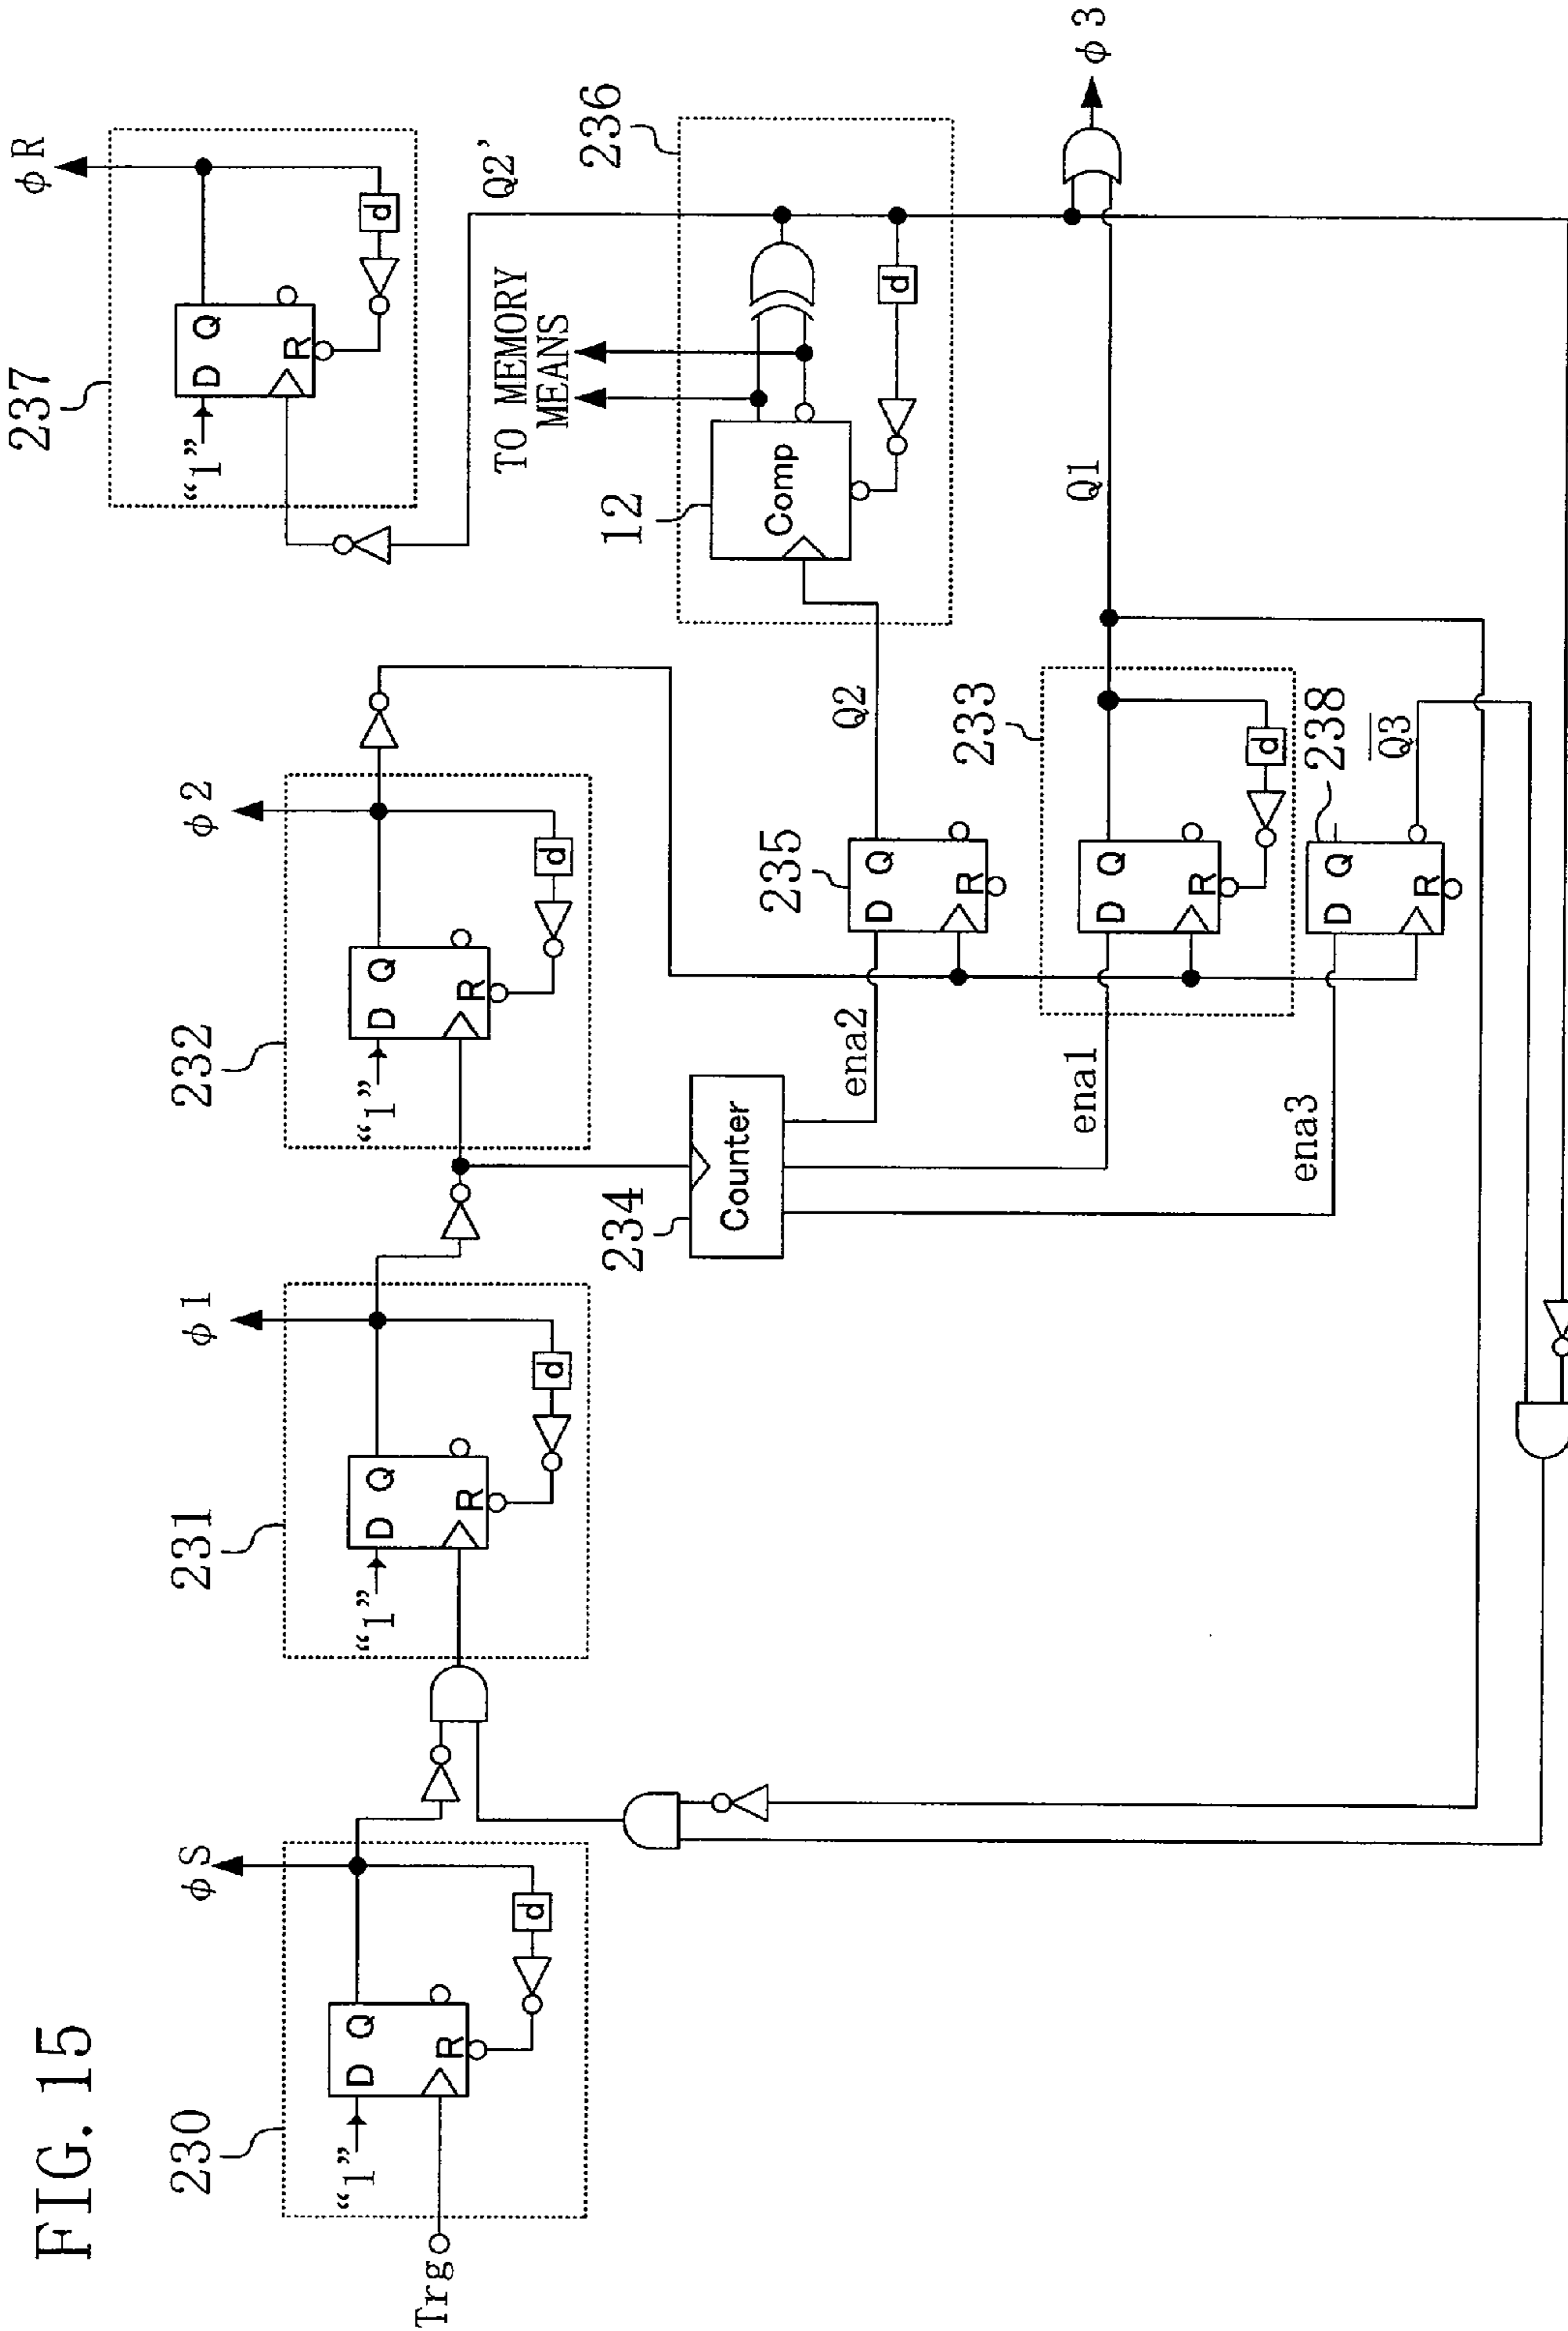 FIG. 15
230
Trg
"1"
D Q
R
d
φS
231
"1"
D Q
R
d
φ1
232
"1"
D Q
R
d
φ2
237
"1"
D Q
R
d
φR
234
Counter
ena2
ena1
ena3
235
D Q
R
Q2
12
Comp
d
TO MEMORY
MEANS
Q2'
236
233
D Q
R
d
Q1
238
D Q
R
Q3
φ3